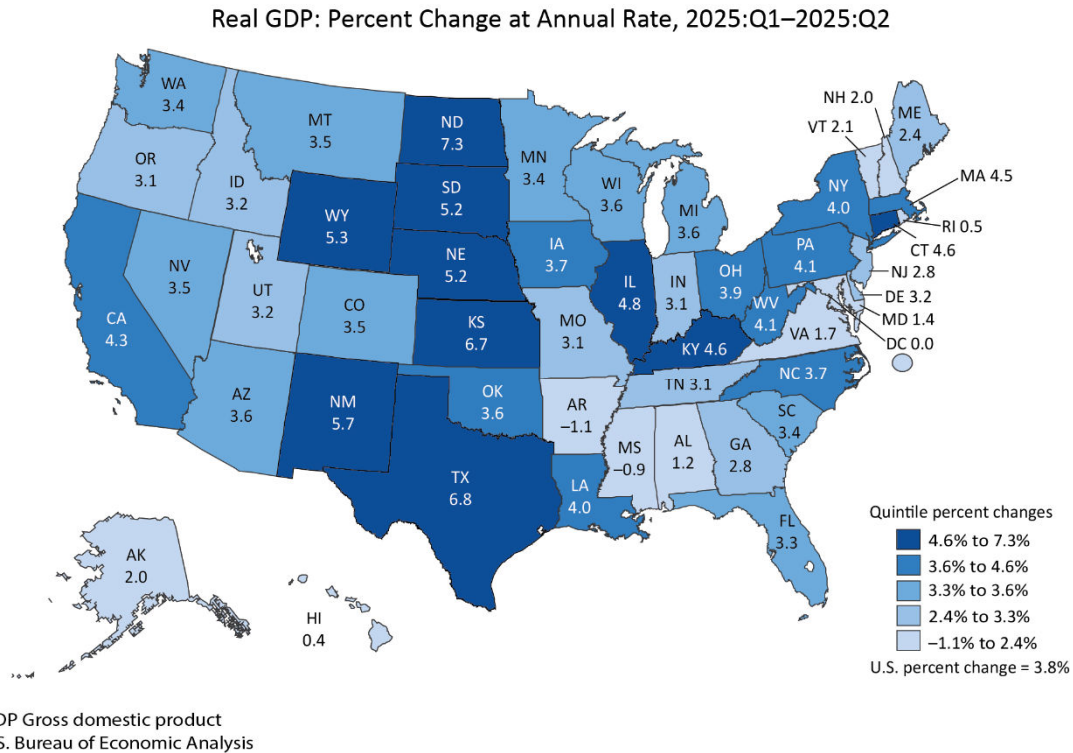 Real GDP: Percent Change at Annual Rate, 2025:Q1–2025:Q2
WA
3.4
MT
3.5
ND
7.3
MN
3.4
NH 2.0
VT 2.1
ME
2.4
OR
3.1
ID
3.2
WY
5.3
SD
5.2
WI
3.6
MI
3.6
NY
4.0
MA 4.5
RI 0.5
CT 4.6
NV
3.5
UT
3.2
CO
3.5
NE
5.2
IA
3.7
IL
4.8
IN
3.1
OH
3.9
PA
4.1
NJ 2.8
DE 3.2
MD 1.4
DC 0.0
CA
4.3
KS
6.7
MO
3.1
KY 4.6
WV
4.1
VA 1.7
AZ
3.6
NM
5.7
OK
3.6
AR
–1.1
TN 3.1
NC 3.7
SC
3.4
TX
6.8
LA
4.0
MS
–0.9
AL
1.2
GA
2.8
FL
3.3
AK
2.0
HI
0.4
Quintile percent changes
4.6% to 7.3%
3.6% to 4.6%
3.3% to 3.6%
2.4% to 3.3%
–1.1% to 2.4%
U.S. percent change = 3.8%
DP Gross domestic product
S. Bureau of Economic Analysis